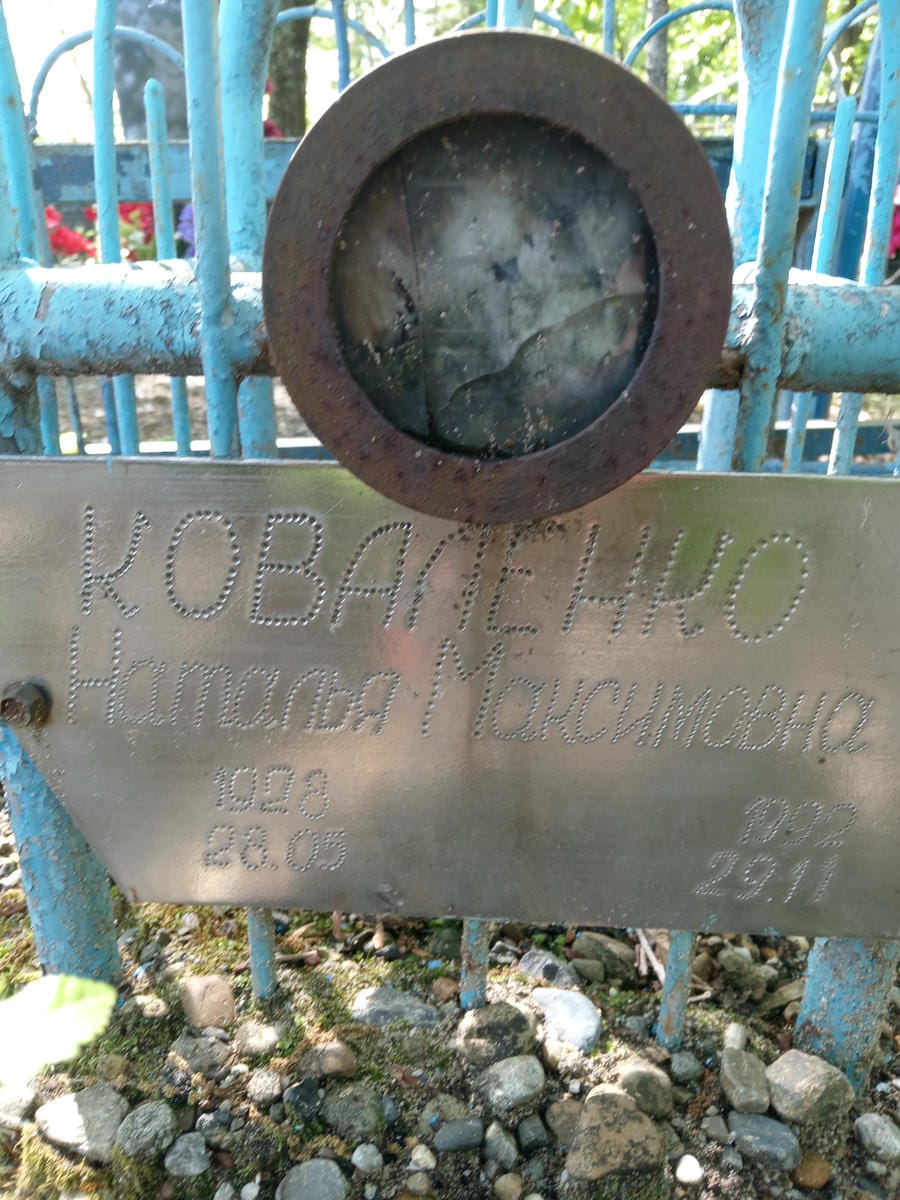 КОВАЛЕНКО
Наталья Максимовна
1928 1992
28.05 29.11